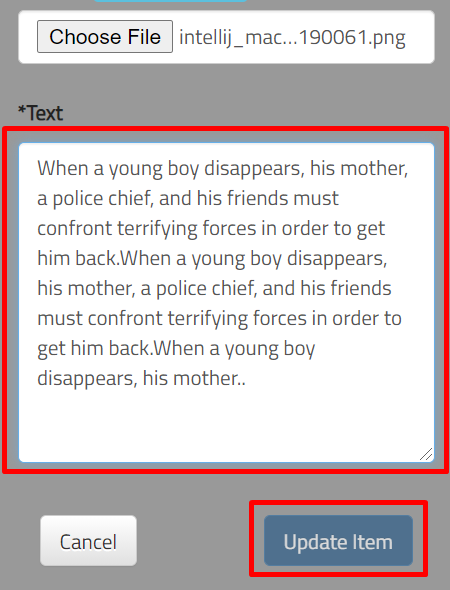 Choose File intellij_mac...190061.png
*Text
When a young boy disappears, his mother,
a police chief, and his friends must
confront terrifying forces in order to get
him back.When a young boy disappears,
his mother, a police chief, and his friends
must confront terrifying forces in order to
get him back.When a young boy
disappears, his mother..
Cancel Update Item